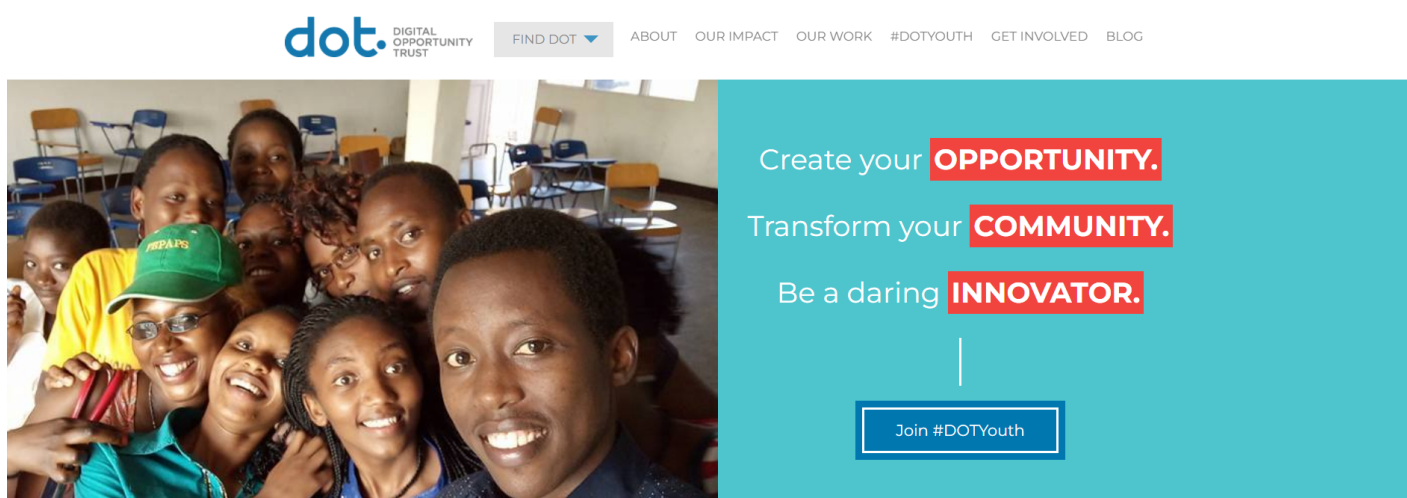 dot. DIGITAL
OPPORTUNITY
TRUST
FIND DOT
ABOUT OUR IMPACT OUR WORK #DOTYOUTH GET INVOLVED BLOG
PHPAPS
Create your OPPORTUNITY.
Transform your COMMUNITY.
Be a daring INNOVATOR.
Join #DOTYouth